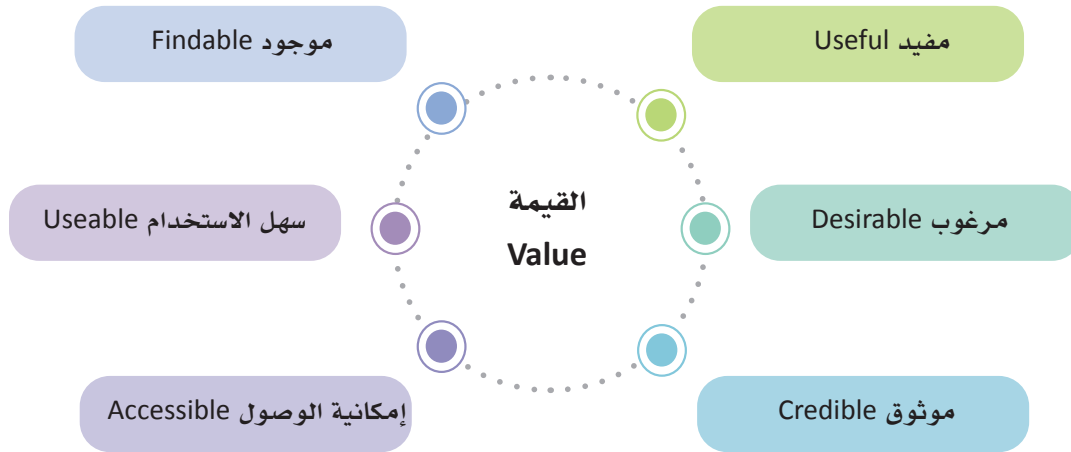 مفيد Useful
موجود Findable
القيمة
Value
مرغوب Desirable
سهل الاستخدام Useable
موثوق Credible
إمكانية الوصول Accessible